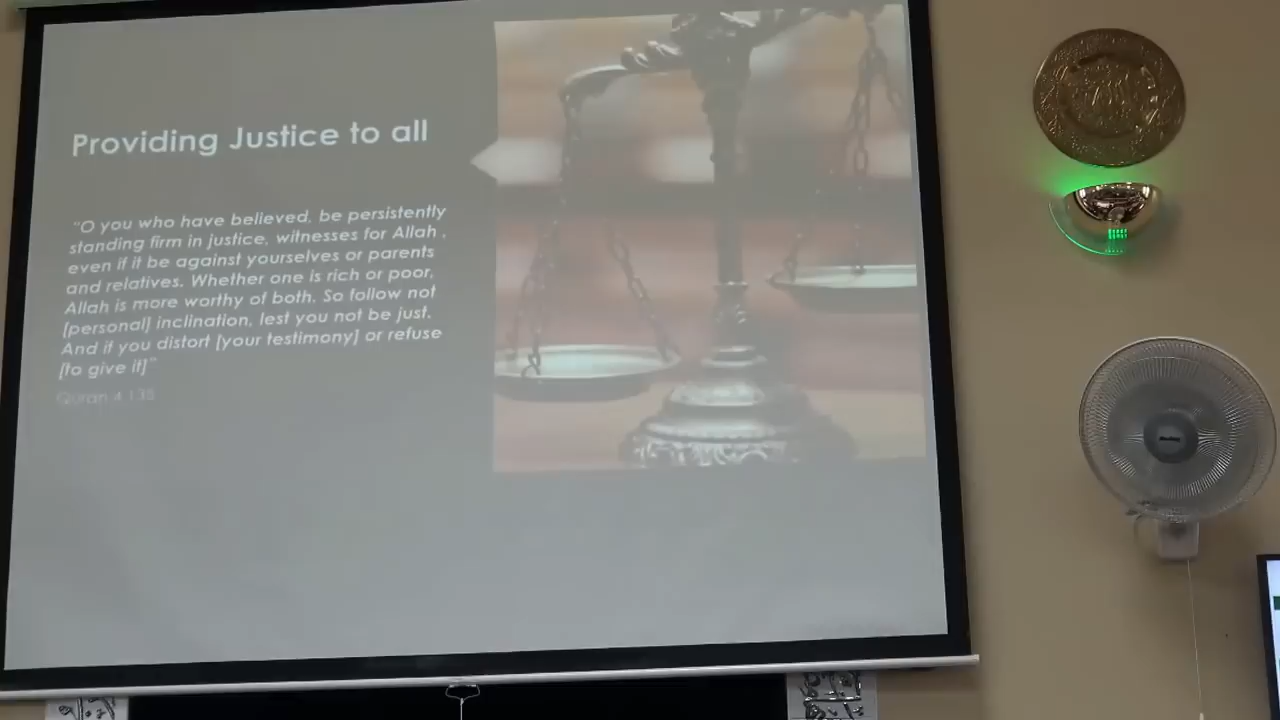 Providing Justice to all
"O you who have believed, be persistently
standing firm in justice, witnesses for Allah ,
even if it be against yourselves or parents
and relatives. Whether one is rich or poor,
Allah is more worthy of both. So follow not
[personal] inclination, lest you not be just.
And if you distort [your testimony] or refuse
[to give it]"
Quran 4:135